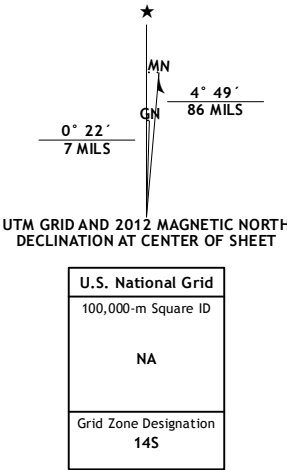 ★
MN
4° 49´
86 MILS
GN
0° 22´
7 MILS
UTM GRID AND 2012 MAGNETIC NORTH
DECLINATION AT CENTER OF SHEET
U.S. National Grid
100,000-m Square ID
NA
Grid Zone Designation
14S